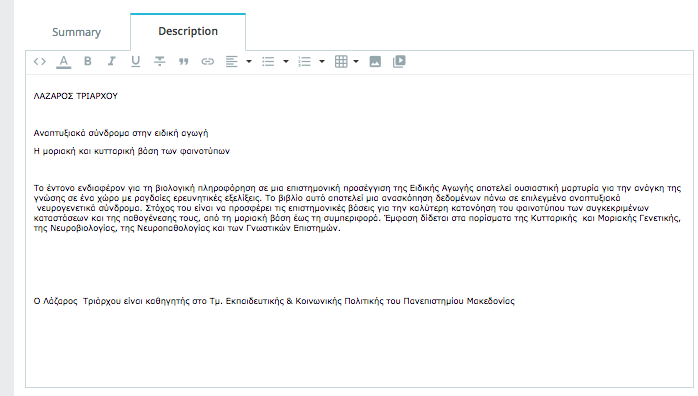 Summary
Description
ΛΑΖΑΡΟΣ ΤΡΙΑΡΧΟΥ
Αναπτυξιακά σύνδρομα στην ειδική αγωγή
Η μοριακή και κυτταρική βάση των φαινοτύπων
Το έντονο ενδιαφέρον για τη βιολογική πληροφόρηση σε μια επιστημονική προσέγγιση της Ειδικής Αγωγής αποτελεί ουσιαστική μαρτυρία για την ανάγκη της
γνώσης σε ένα χώρο με ραγδαίες ερευνητικές εξελίξεις. Το βιβλίο αυτό αποτελεί μια ανασκόπηση δεδομένων πάνω σε επιλεγμένα αναπτυξιακά
νευρογενετικά σύνδρομα. Στόχος του είναι να προσφέρει τις επιστημονικές βάσεις για την καλύτερη κατανόηση του φαινοτύπου των συγκεκριμένων
καταστάσεων και της παθογένεσης τους, από τη μοριακή βάση έως τη συμπεριφορά. Έμφαση δίδεται στα πορίσματα της Κυτταρικής και Μοριακής Γενετικής,
της Νευροβιολογίας, της Νευροπαθολογίας και των Γνωστικών Επιστημών.
Ο Λάζαρος Τριάρχου είναι καθηγητής στο Τμ. Εκπαιδευτικής & Κοινωνικής Πολιτικής του Πανεπιστημίου Μακεδονίας